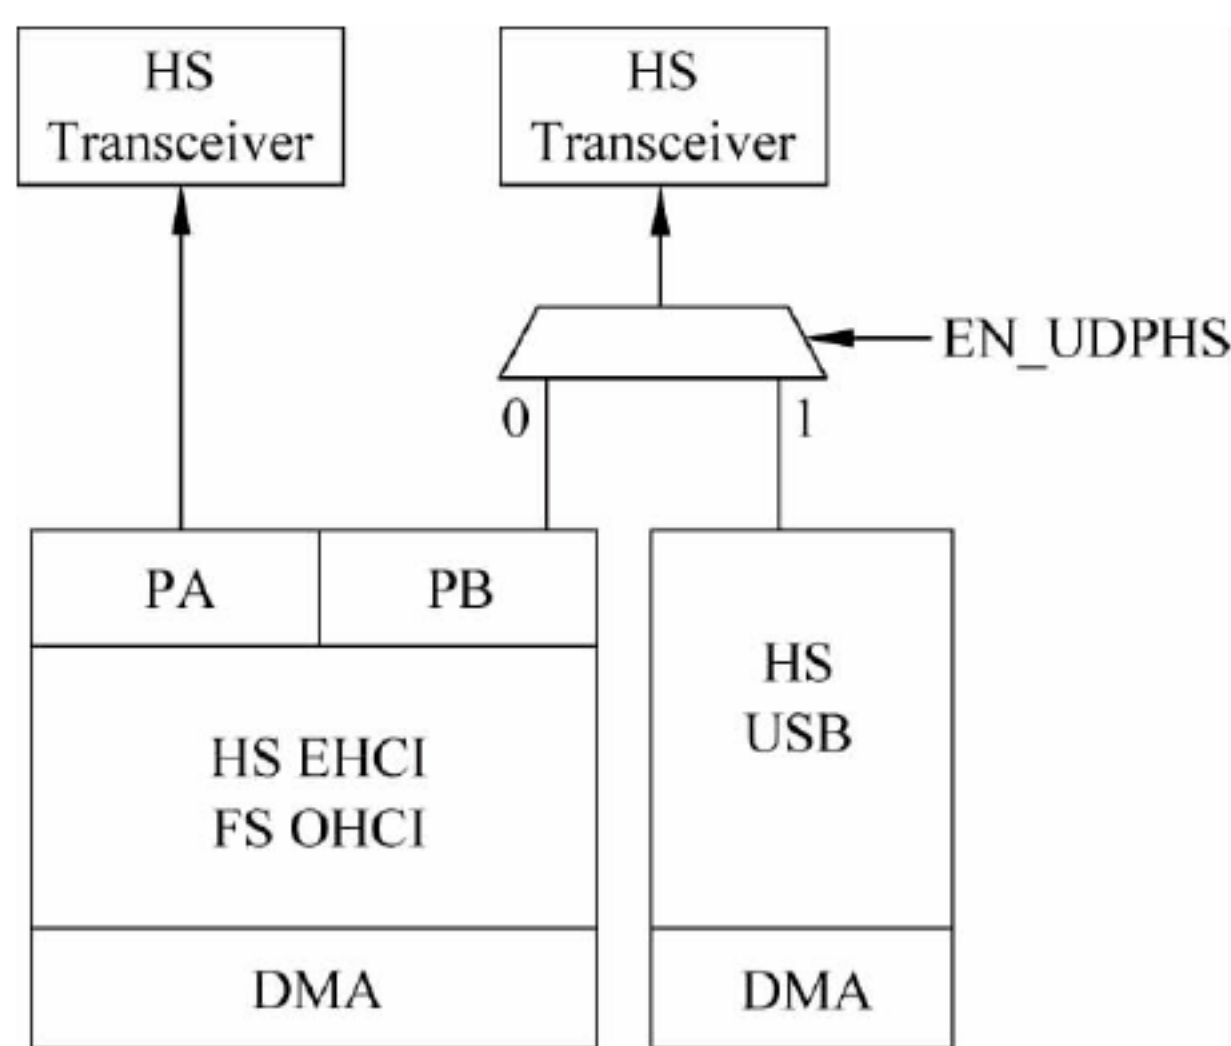 HS
Transceiver
HS
Transceiver
EN_UDPHS
0
1
PA
PB
HS
USB
HS EHCI
FS OHCI
DMA
DMA